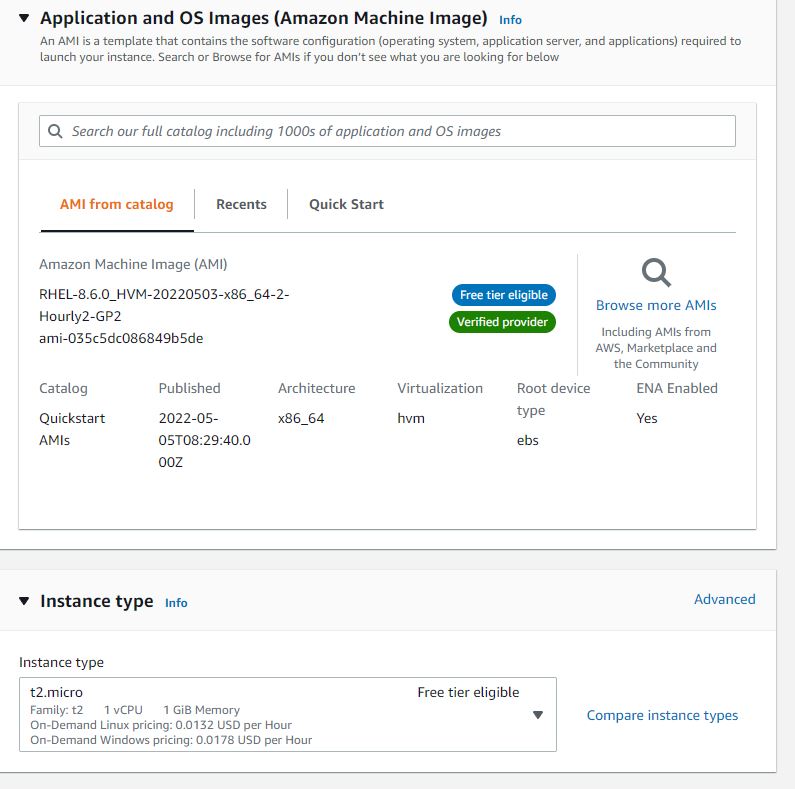 Application and OS Images (Amazon Machine Image) Info
An AMI is a template that contains the software configuration (operating system, application server, and applications) required to
launch your instance. Search or Browse for AMIs if you don't see what you are looking for below
Search our full catalog including 1000s of application and OS images
AMI from catalog
Recents
Quick Start
Amazon Machine Image (AMI)
RHEL-8.6.0_HVM-20220503-x86_64-2-
Hourly2-GP2
ami-035c5dc086849b5de
Free tier eligible
Verified provider
Browse more AMIs
Including AMIs from
AWS, Marketplace and
the Community
Catalog
Quickstart
AMIs
Published
2022-05-
05T08:29:40.0
00Z
Architecture
x86_64
Virtualization
hvm
Root device
type
ebs
ENA Enabled
Yes
Instance type Info
Advanced
Instance type
t2.micro
Free tier eligible
Family: t2 1 vCPU 1 GiB Memory
On-Demand Linux pricing: 0.0132 USD per Hour
On-Demand Windows pricing: 0.0178 USD per Hour
Compare instance types